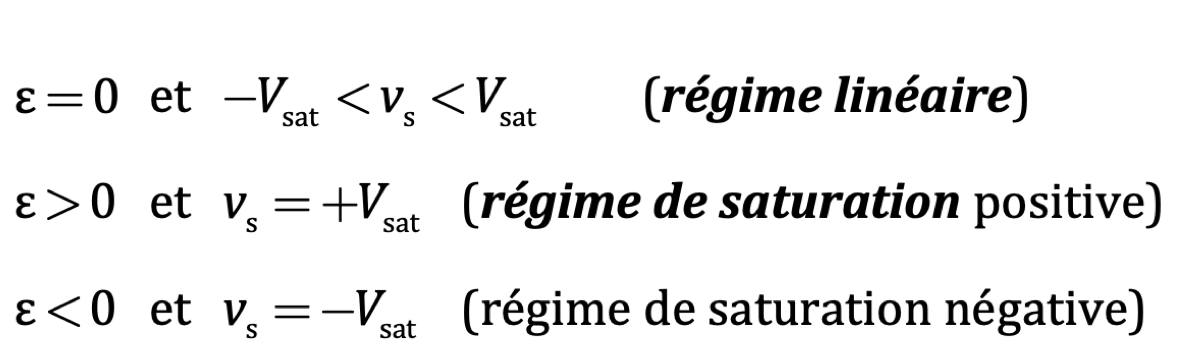 ε = 0 et −V_sat < v_s < V_sat (régime linéaire)
ε > 0 et v_s = +V_sat (régime de saturation positive)
ε < 0 et v_s = −V_sat (régime de saturation négative)